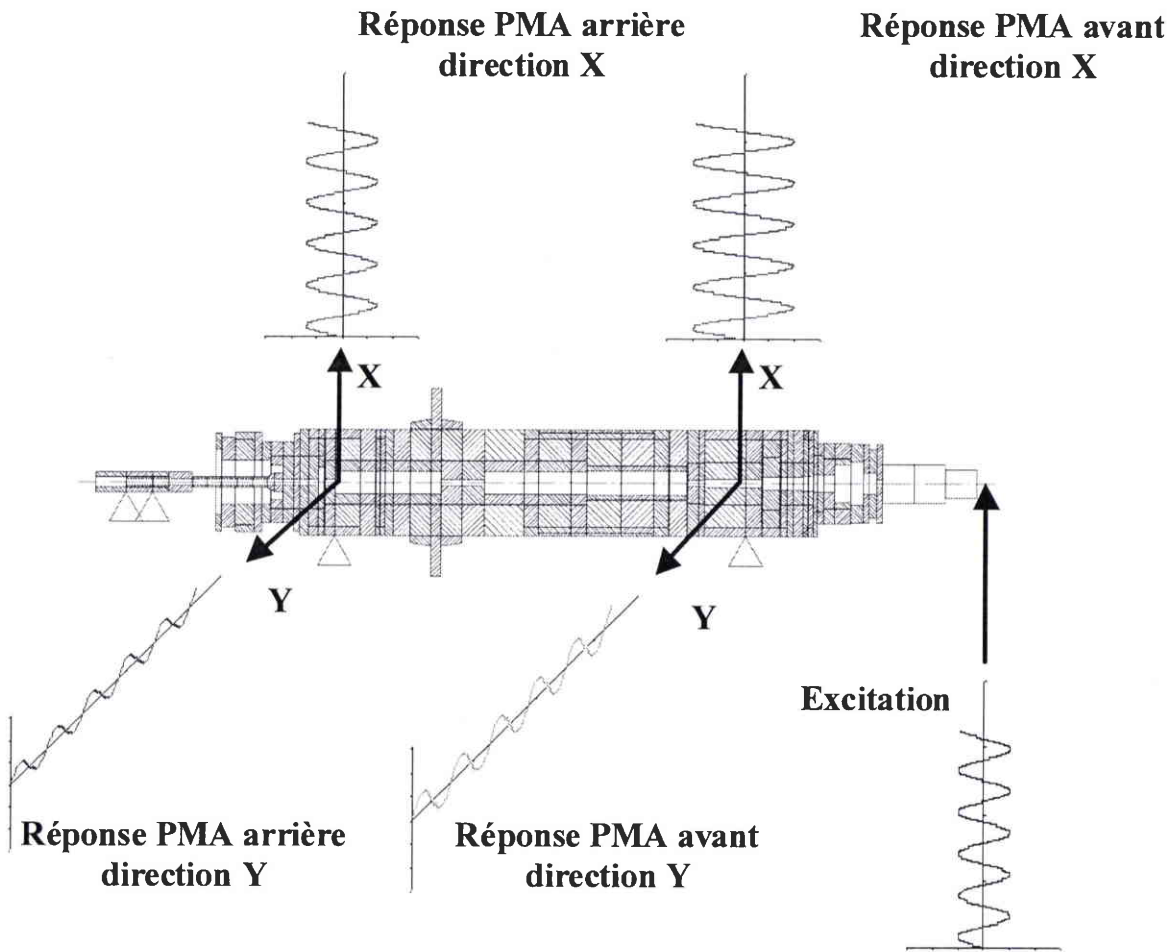 Réponse PMA arrière
direction X
Réponse PMA avant
direction X
X
X
Y
Y
Excitation
Réponse PMA arrière
direction Y
Réponse PMA avant
direction Y